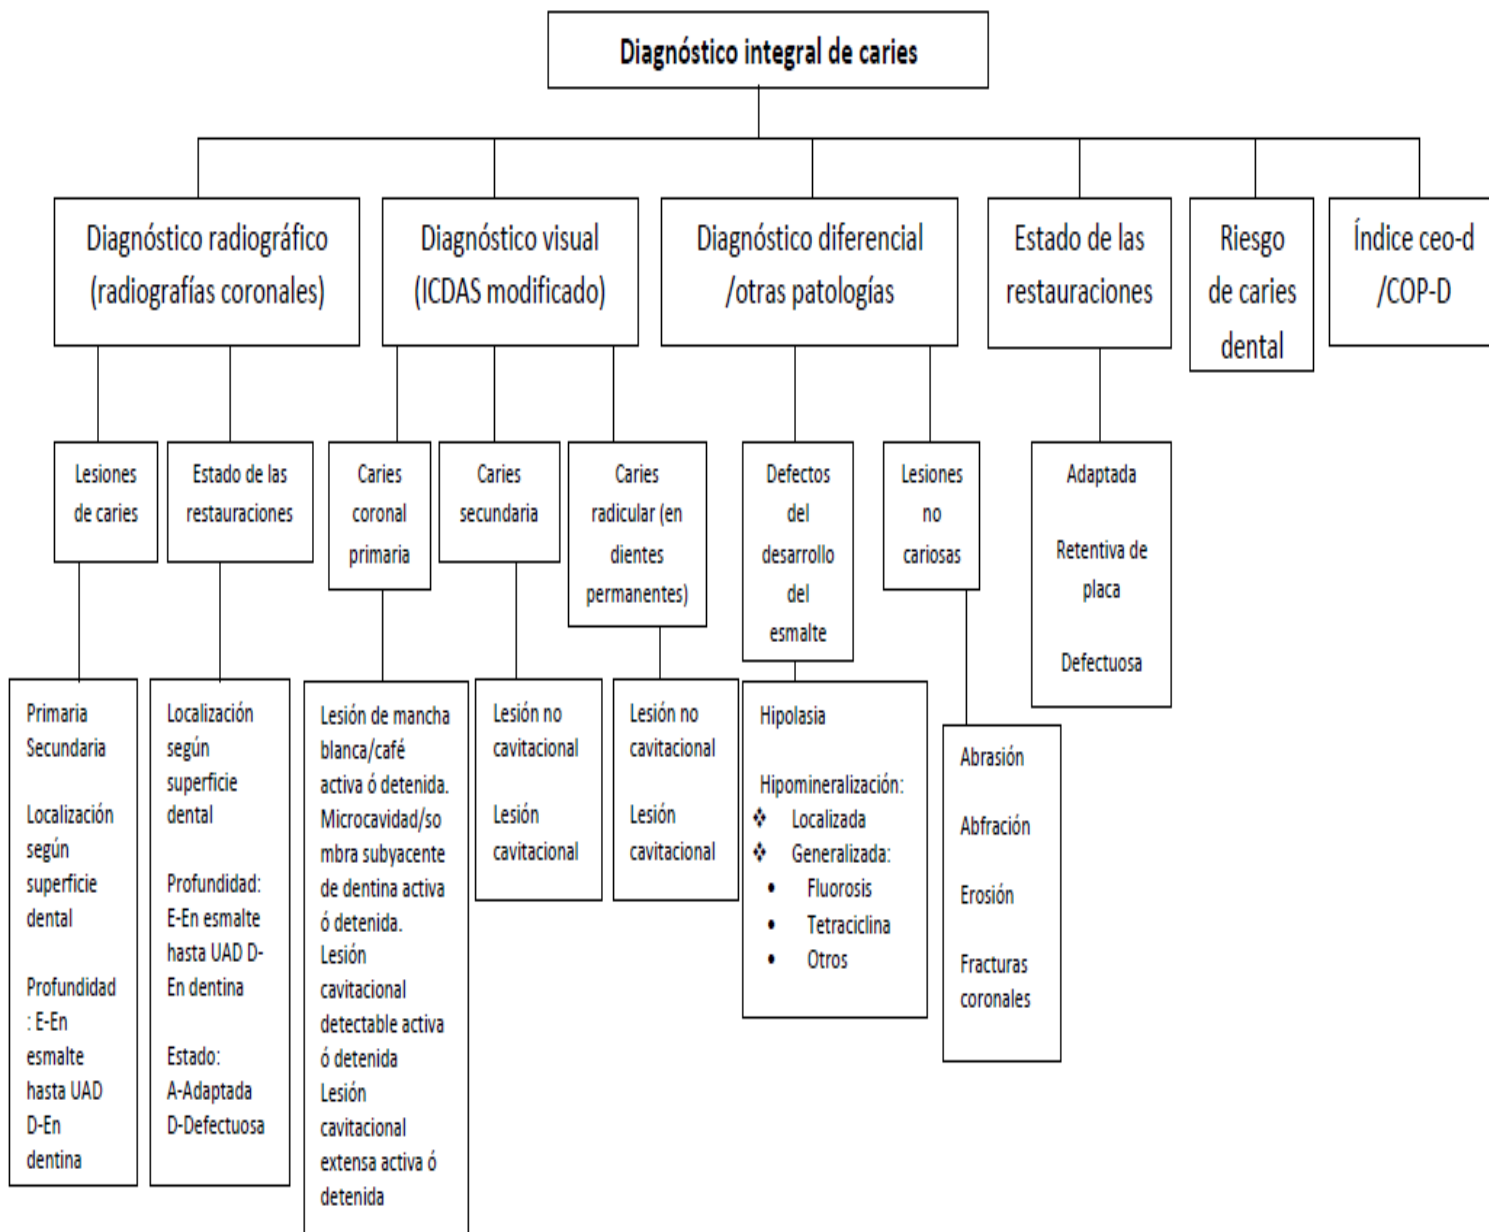 Diagnóstico integral de caries
Diagnóstico radiográfico
(radiografías coronales)
Diagnóstico visual
(ICDAS modificado)
Diagnóstico diferencial
/otras patologías
Estado de las
restauraciones
Riesgo
de caries
dental
Índice ceo-d
/COP-D
Lesiones
de caries
Estado de las
restauraciones
Caries
coronal
primaria
Caries
secundaria
Caries
radicular (en
dientes
permanentes)
Defectos
del
desarrollo
del
esmalte
Lesiones
no
cariosas
Adaptada
Retentiva de
placa
Defectuosa
Primaria
Secundaria
Localización
según
superficie
dental
Profundidad
: E-En
esmalte
hasta UAD
D-En
dentina
Localización
según
superficie
dental
Profundidad:
E-En esmalte
hasta UAD D-
En dentina
Estado:
A-Adaptada
D-Defectuosa
Lesión de mancha
blanca/café
activa ó detenida.
Microcavidad/so
mbra subyacente
de dentina activa
ó detenida.
Lesión
cavitacional
detectable activa
ó detenida
Lesión
cavitacional
extensa activa ó
detenida
Lesión no
cavitacional
Lesión
cavitacional
Lesión no
cavitacional
Lesión
cavitacional
Hipolasia
Hipomineralización:
❖ Localizada
❖ Generalizada:
• Fluorosis
• Tetraciclina
• Otros
Abrasión
Abfración
Erosión
Fracturas
coronales